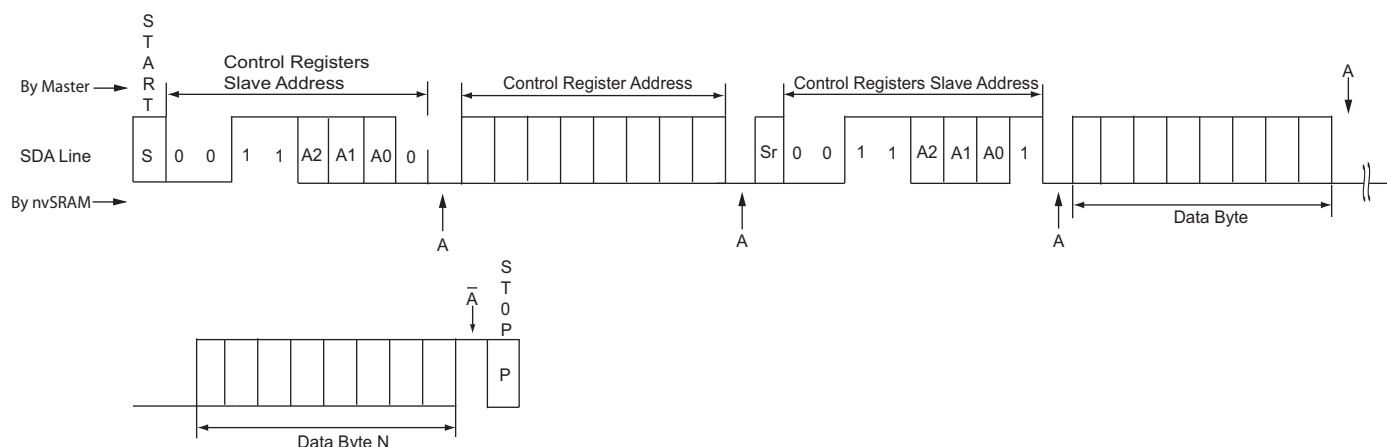 START
Control Registers
Slave Address
By Master
Control Register Address
Control Registers Slave Address
A
SDA Line
S 0 0 1 1 A2 A1 A0 0
Sr 0 0 1 1 A2 A1 A0 1
By nvSRAM
A
A
A
Data Byte
Ā
ST0P
P
Data Byte N